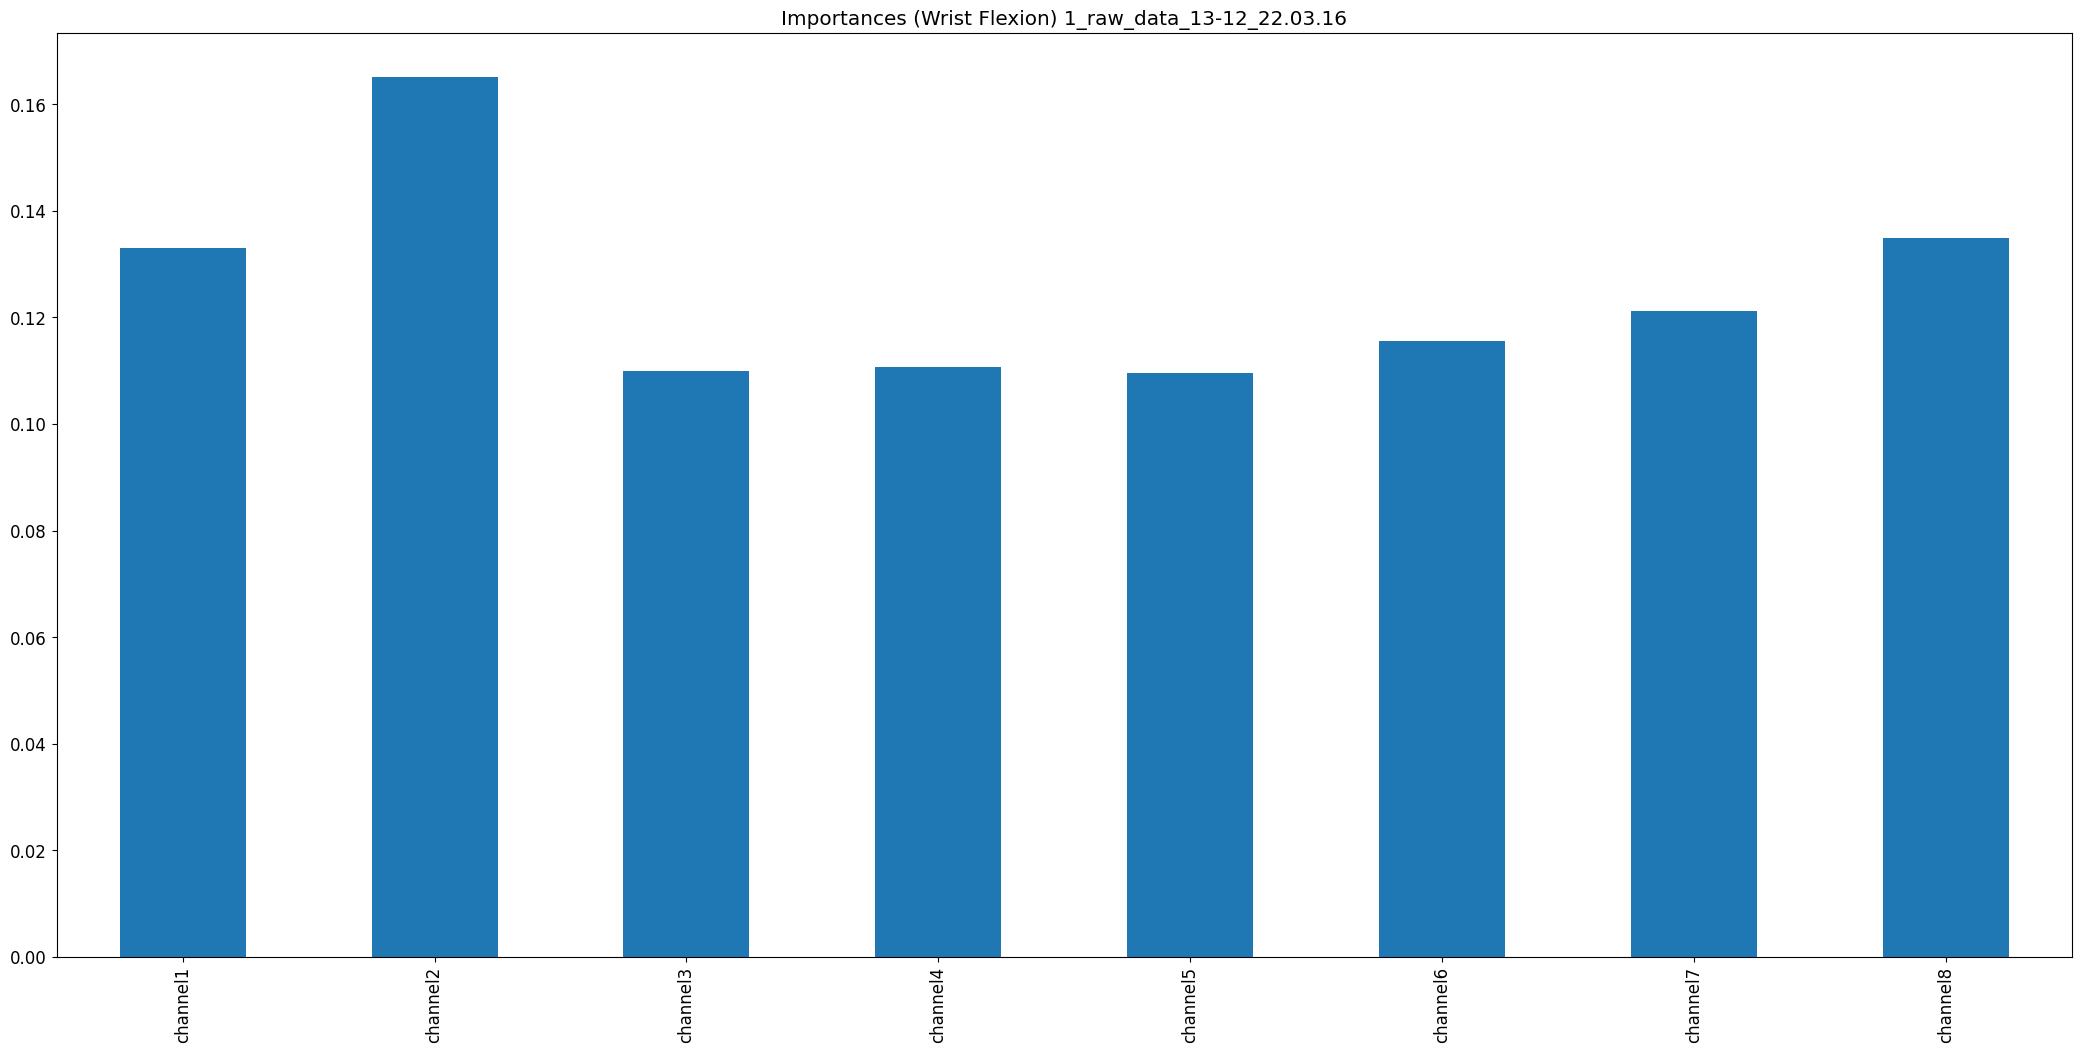 Importances (Wrist Flexion) 1_raw_data_13-12_22.03.16
0.16
0.14
0.12
0.10
0.08
0.06
0.04
0.02
0.00
channel1
channel2
channel3
channel4
channel5
channel6
channel7
channel8